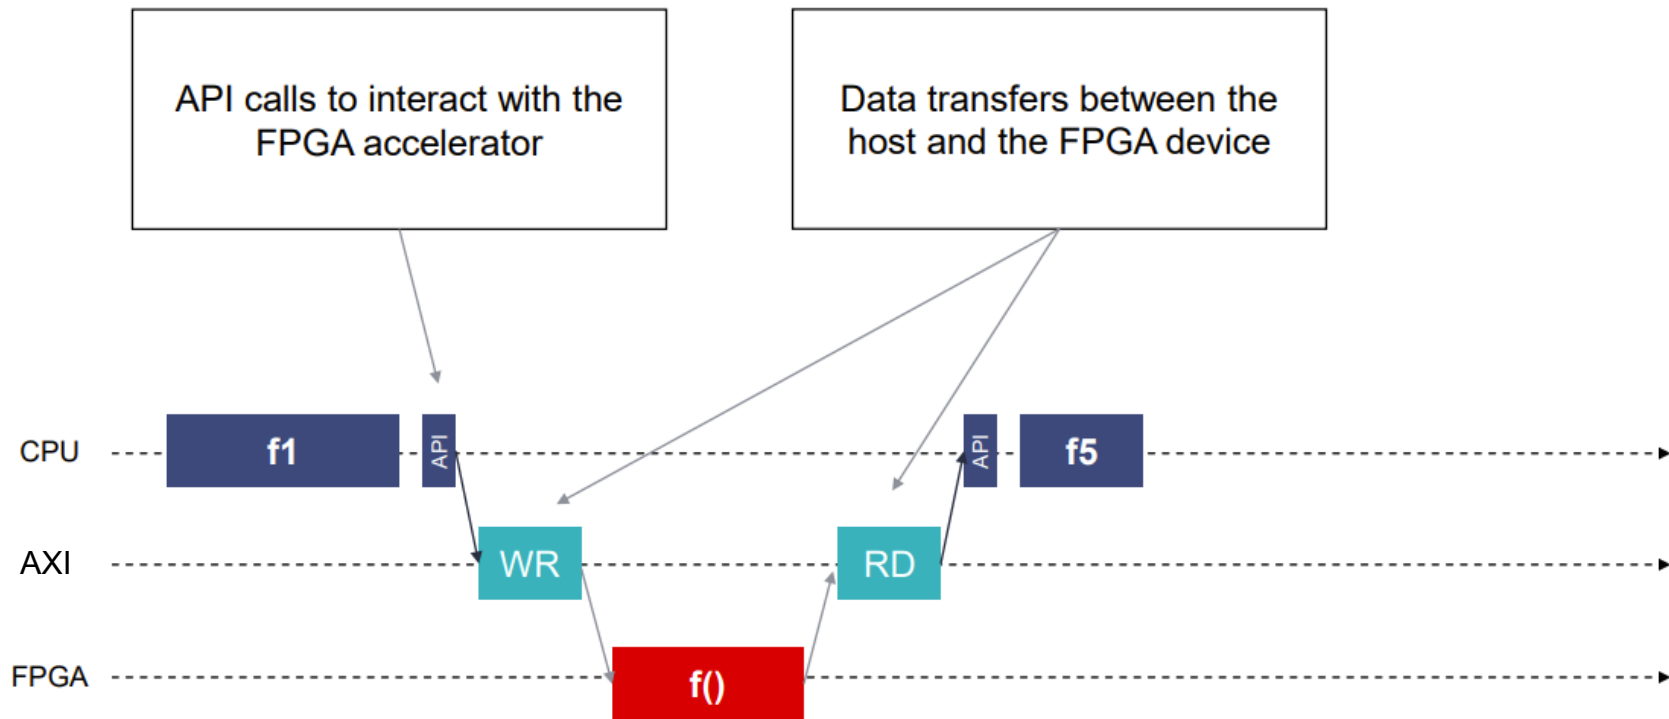 API calls to interact with the
FPGA accelerator
Data transfers between the
host and the FPGA device
CPU
f1
API
API
f5
AXI
WR
RD
FPGA
f()